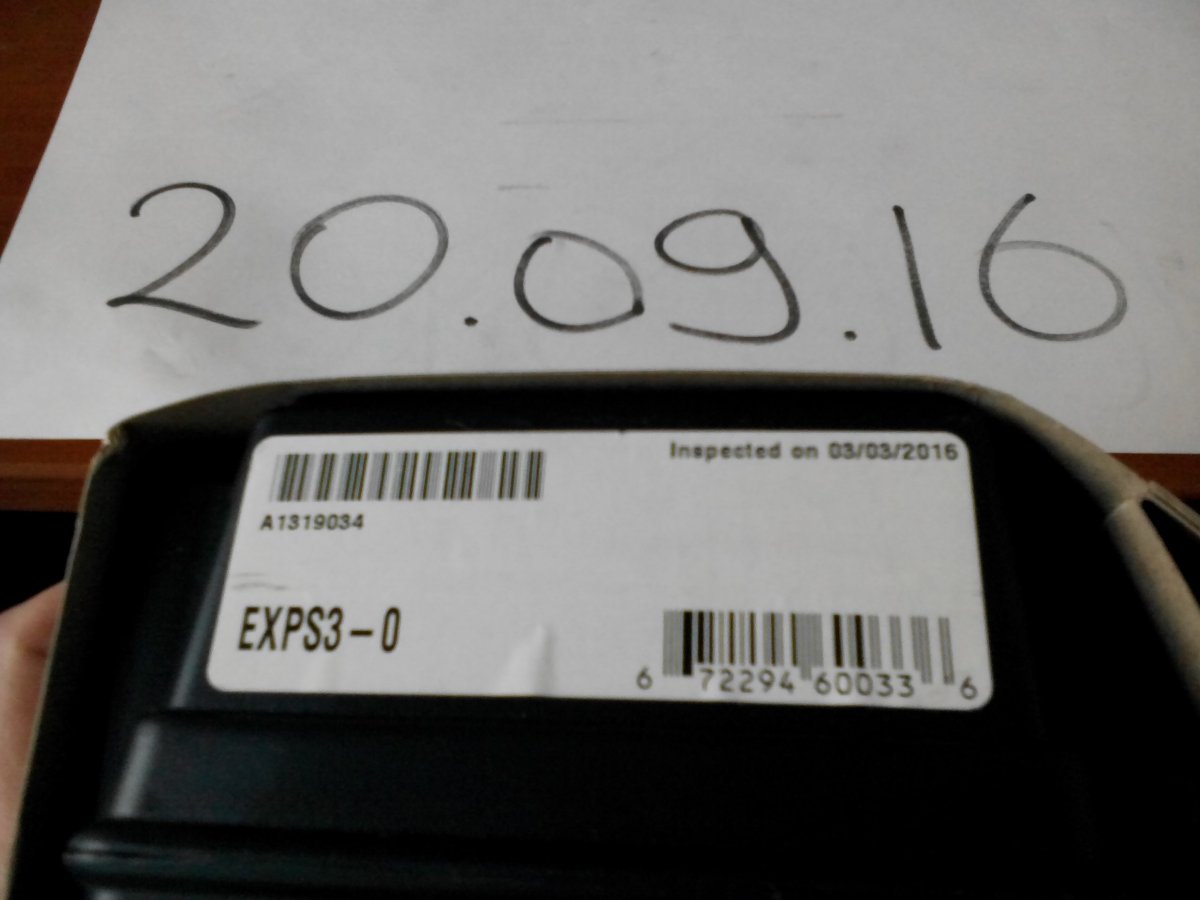 20.09.16
Inspected on 03/03/2016
A1319034
EXPS3-0
6 72294 60033 6